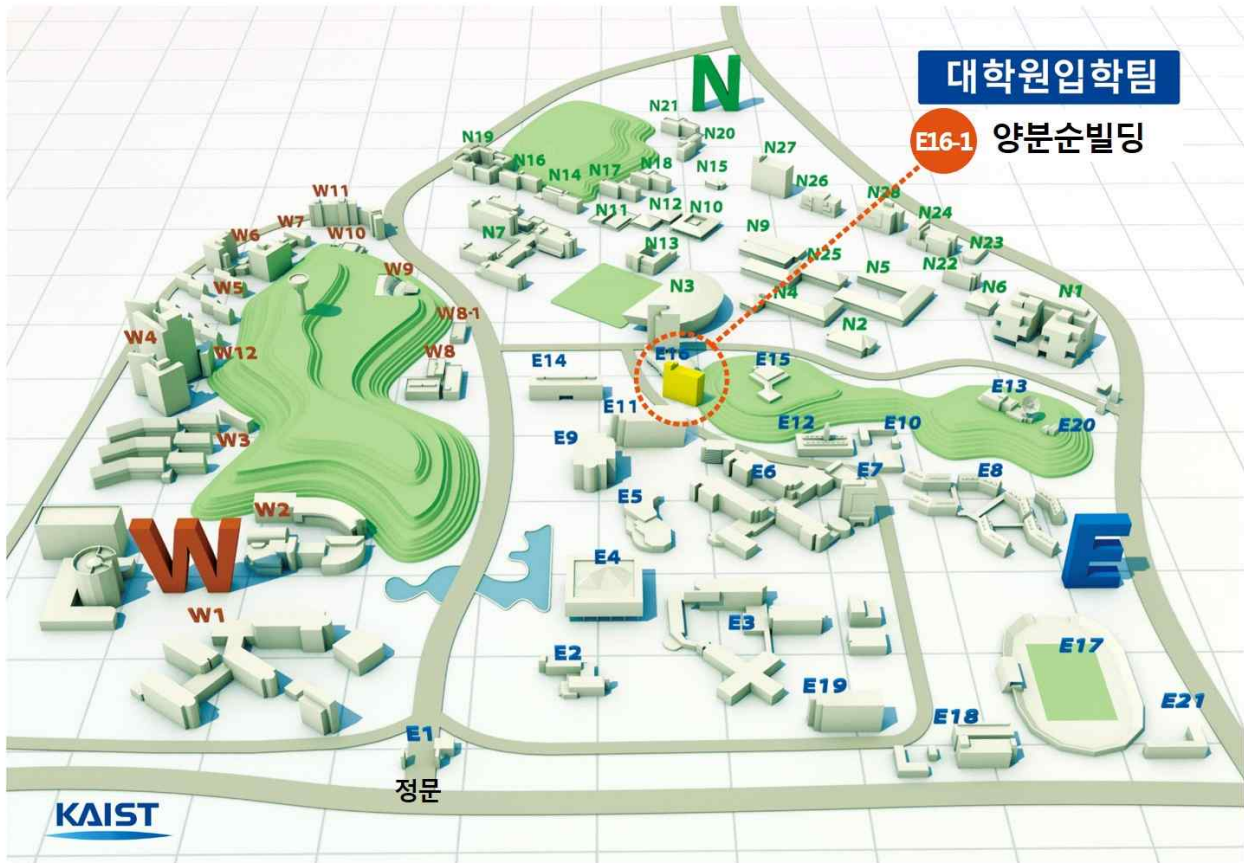 N
대학원입학팀
E16-1 양분순빌딩
N21
N20
N19
N16
N14
N17
N18
N15
N27
N26
N28
N24
N23
N11
N12
N10
N7
N13
N9
N25
N5
N22
N6
N1
N3
N4
N2
W11
W7
W6
W10
W9
W5
W8-1
W4
W12
W8
W3
W2
W
W1
E14
E16
E15
E13
E20
E11
E12
E10
E9
E6
E7
E8
E5
E4
E
E3
E2
E17
E19
E18
E21
E1
정문
KAIST